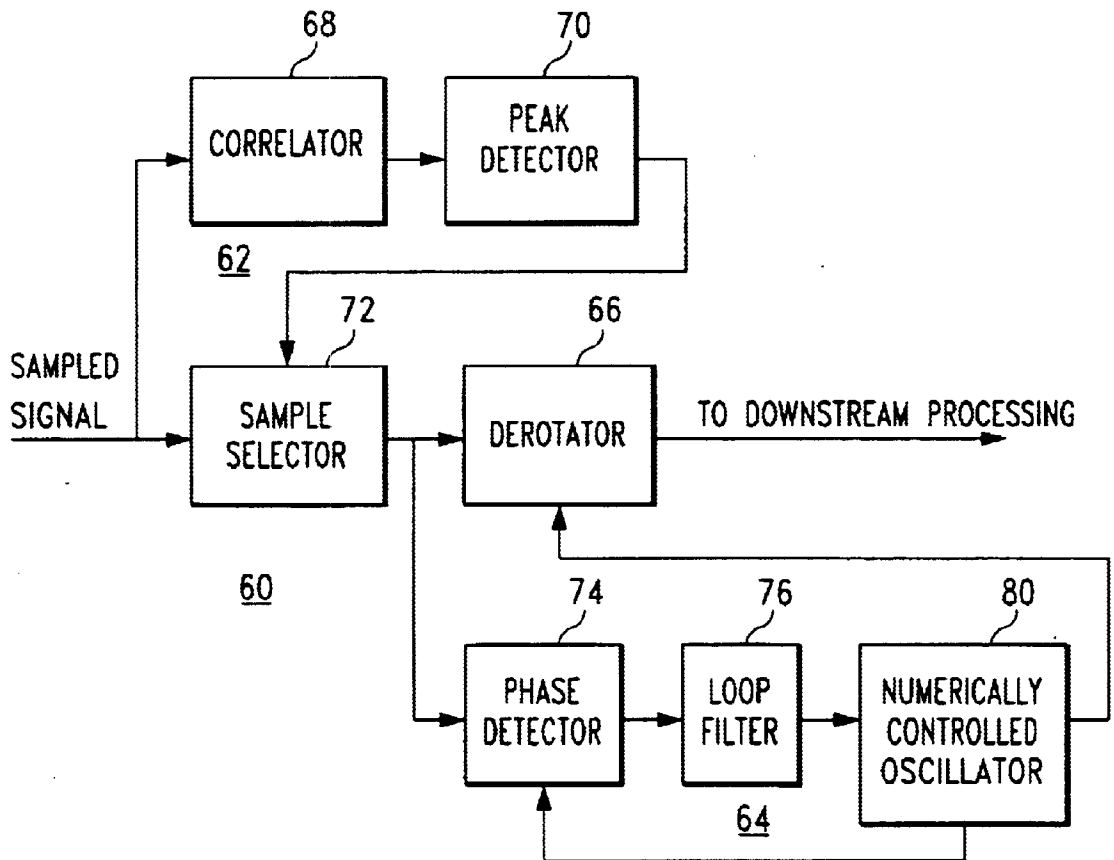 68
70
CORRELATOR
PEAK
DETECTOR
62
72
66
SAMPLED
SIGNAL
SAMPLE
SELECTOR
DEROTATOR
TO DOWNSTREAM PROCESSING
60
74
76
80
PHASE
DETECTOR
LOOP
FILTER
NUMERICALLY
CONTROLLED
OSCILLATOR
64